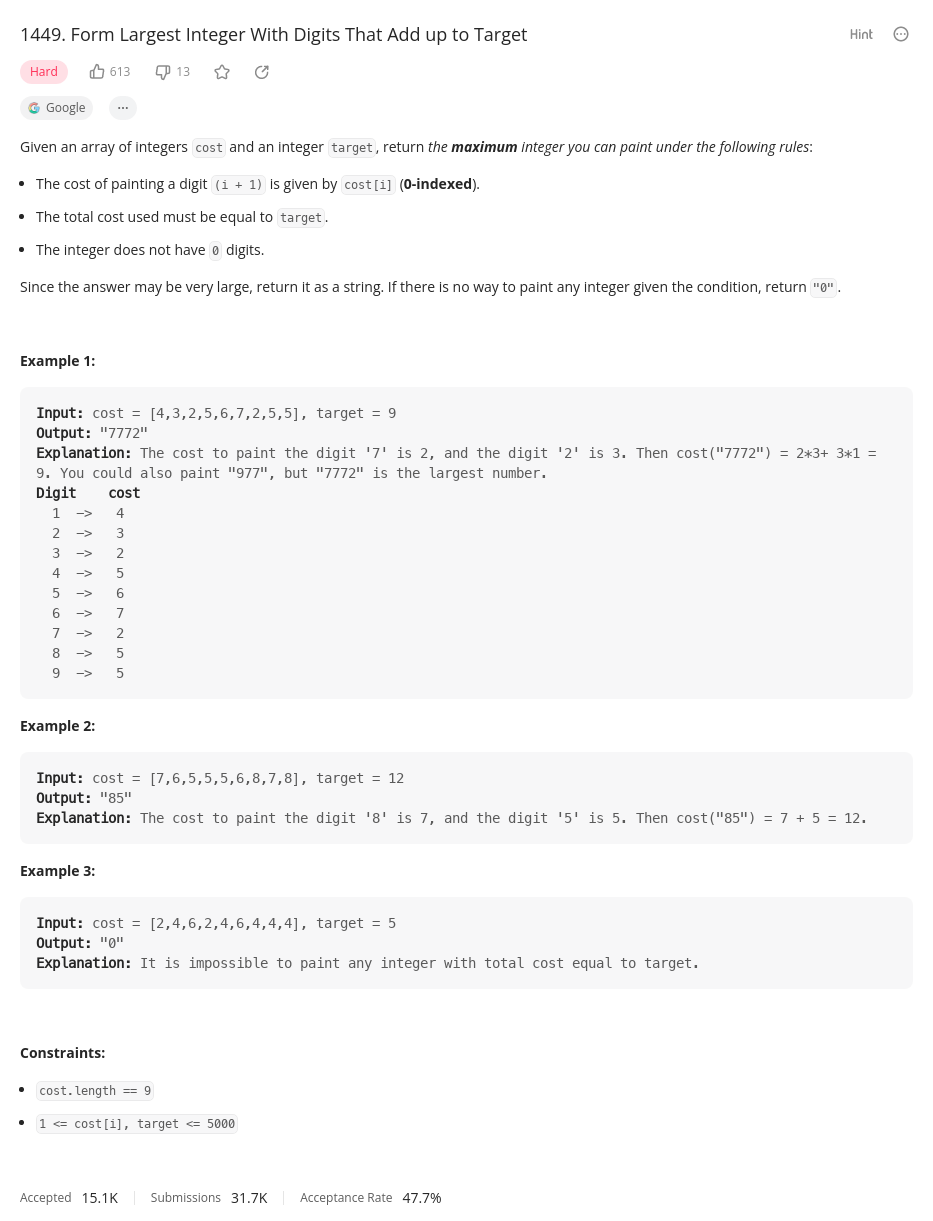 1449. Form Largest Integer With Digits That Add up to Target
Hint
Hard
613
13
Google
...
Given an array of integers cost and an integer target, return the maximum integer you can paint under the following rules:
• The cost of painting a digit (i + 1) is given by cost[i] (0-indexed).
• The total cost used must be equal to target.
• The integer does not have 0 digits.
Since the answer may be very large, return it as a string. If there is no way to paint any integer given the condition, return "0".
Example 1:
Input: cost = [4,3,2,5,6,7,2,5,5], target = 9
Output: "7772"
Explanation: The cost to paint the digit '7' is 2, and the digit '2' is 3. Then cost("7772") = 2*3+ 3*1 =
9. You could also paint "977", but "7772" is the largest number.
Digit    cost
1  ->   4
2  ->   3
3  ->   2
4  ->   5
5  ->   6
6  ->   7
7  ->   2
8  ->   5
9  ->   5
Example 2:
Input: cost = [7,6,5,5,5,6,8,7,8], target = 12
Output: "85"
Explanation: The cost to paint the digit '8' is 7, and the digit '5' is 5. Then cost("85") = 7 + 5 = 12.
Example 3:
Input: cost = [2,4,6,2,4,6,4,4,4], target = 5
Output: "0"
Explanation: It is impossible to paint any integer with total cost equal to target.
Constraints:
• cost.length == 9
• 1 <= cost[i], target <= 5000
Accepted 15.1K
Submissions 31.7K
Acceptance Rate 47.7%